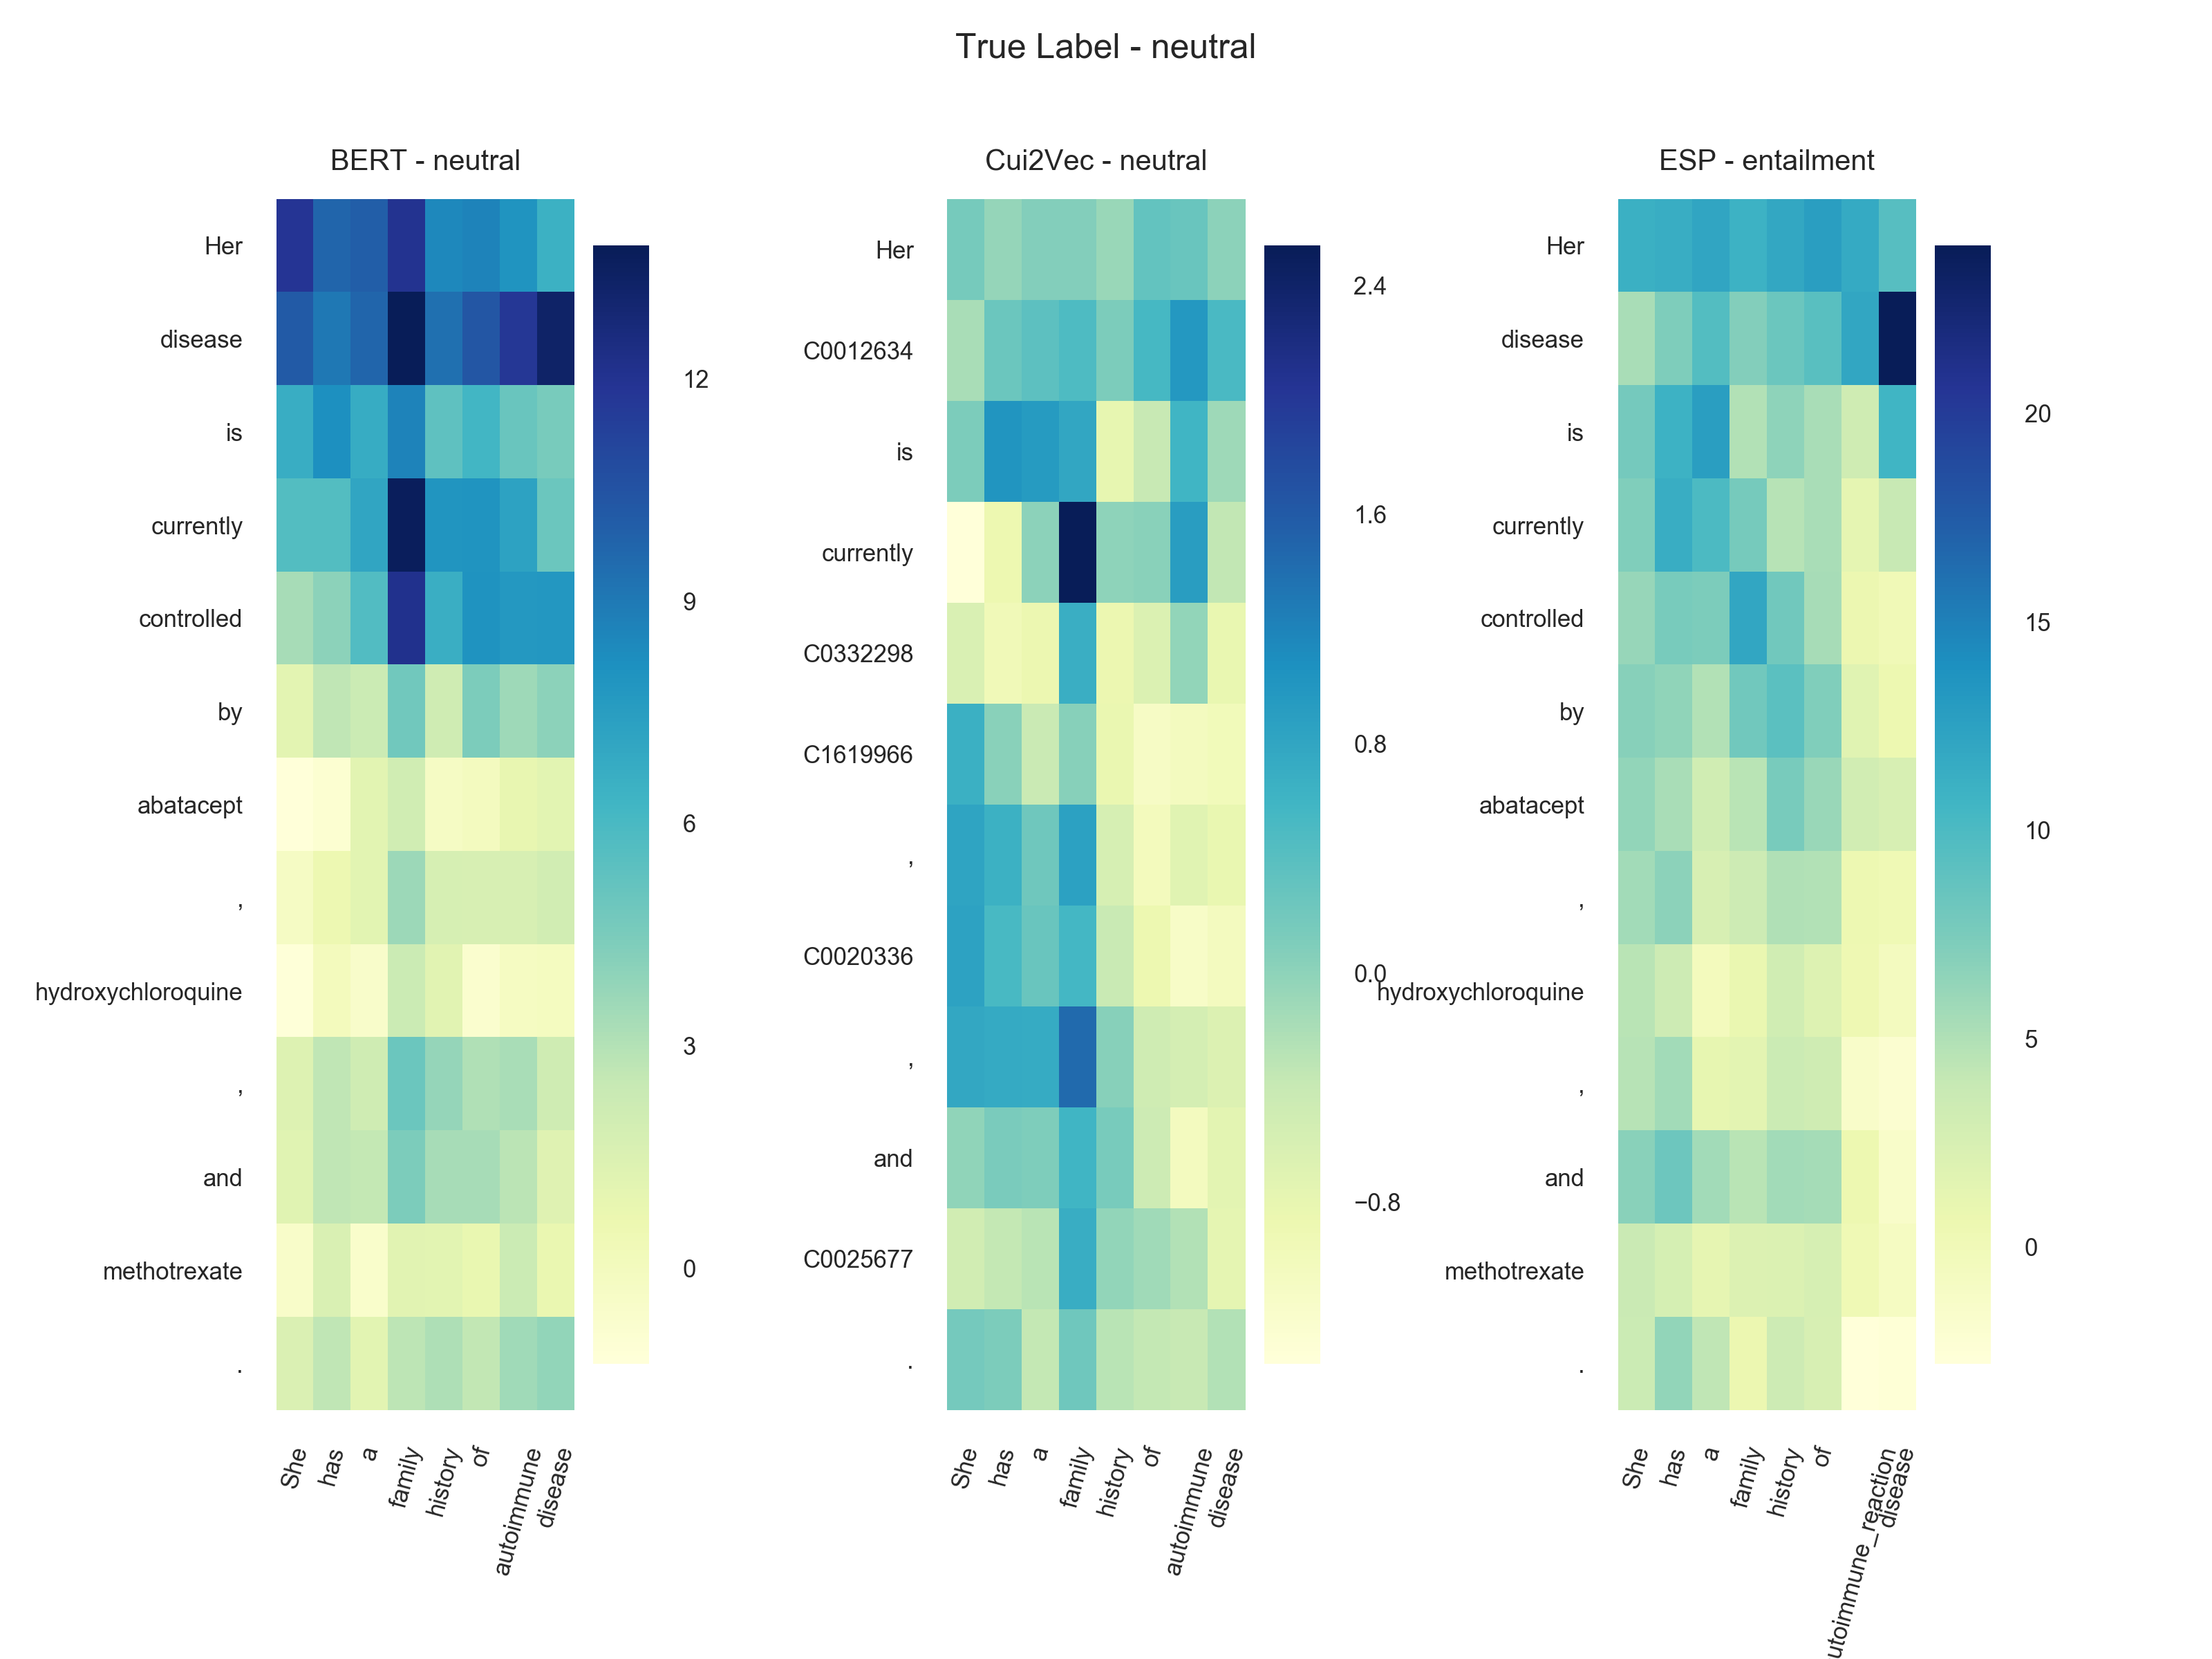 True Label - neutral
BERT - neutral
Her
disease
is
currently
controlled
by
abatacept
,
hydroxychloroquine
,
and
methotrexate
.
She
has
a
family
history
of
autoimmune
disease
12
9
6
3
0
Cui2Vec - neutral
Her
C0012634
is
currently
C0332298
C1619966
,
C0020336
,
and
C0025677
.
She
has
a
family
history
of
autoimmune
disease
2.4
1.6
0.8
0.0
−0.8
ESP - entailment
Her
disease
is
currently
controlled
by
abatacept
,
hydroxychloroquine
,
and
methotrexate
.
She
has
a
family
history
of
utoimmune_reaction
disease
20
15
10
5
0